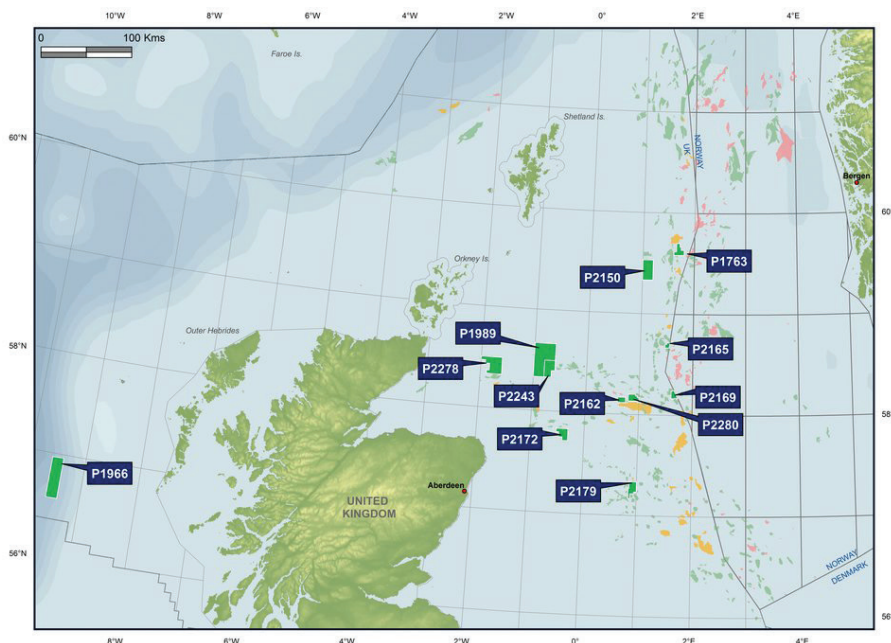 10°W
8°W
6°W
4°W
2°W
0°
2°E
4°E
0
100 Kms
Faroe Is.
Shetland Is.
60°N
NORWAY
UK
Bergen
60
P1763
P2150
Orkney Is.
Outer Hebrides
P1989
58°N
P2165
P2278
P2243
P2162
P2169
58°N
P2280
P2172
P1966
Aberdeen
P2179
UNITED
KINGDOM
56°N
NORWAY
DENMARK
56°
8°W
6°W
4°W
2°W
0°
2°E
4°E